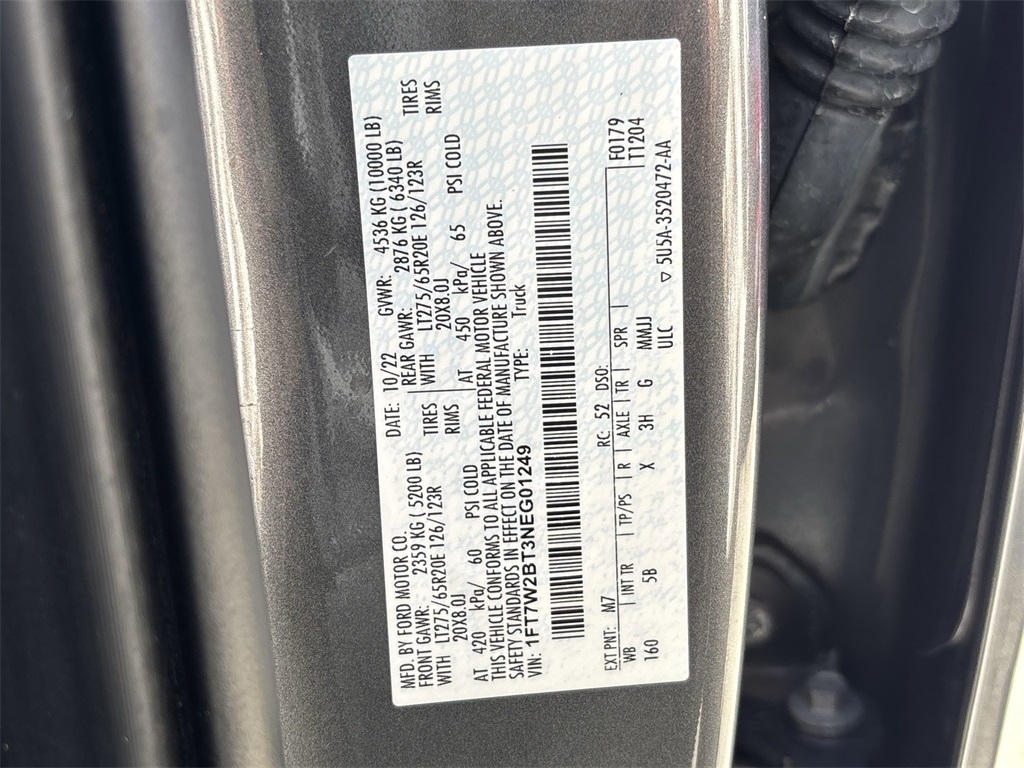 MFD. BY FORD MOTOR CO.
DATE: 10/22 GVWR: 4536 KG (10000 LB)
FRONT GAWR: 2359 KG ( 5200 LB) REAR GAWR: 2876 KG ( 6340 LB)
WITH LT275/65R20E 126/123R TIRES WITH LT275/65R20E 126/123R TIRES
20X8.0J RIMS 20X8.0J RIMS
AT 420 kPa/ 60 PSI COLD AT 450 kPa/ 65 PSI COLD
THIS VEHICLE CONFORMS TO ALL APPLICABLE FEDERAL MOTOR VEHICLE
SAFETY STANDARDS IN EFFECT ON THE DATE OF MANUFACTURE SHOWN ABOVE.
VIN: 1FT7W2BT3NEG01249 TYPE: Truck
F0179
EXT PNT: M7 RC: 52 DSO: IT1204
WB INT TR TP/PS R AXLE TR SPR
160 5B X 3H G MMJJ
ULC ▽ 5U5A-3520472-AA